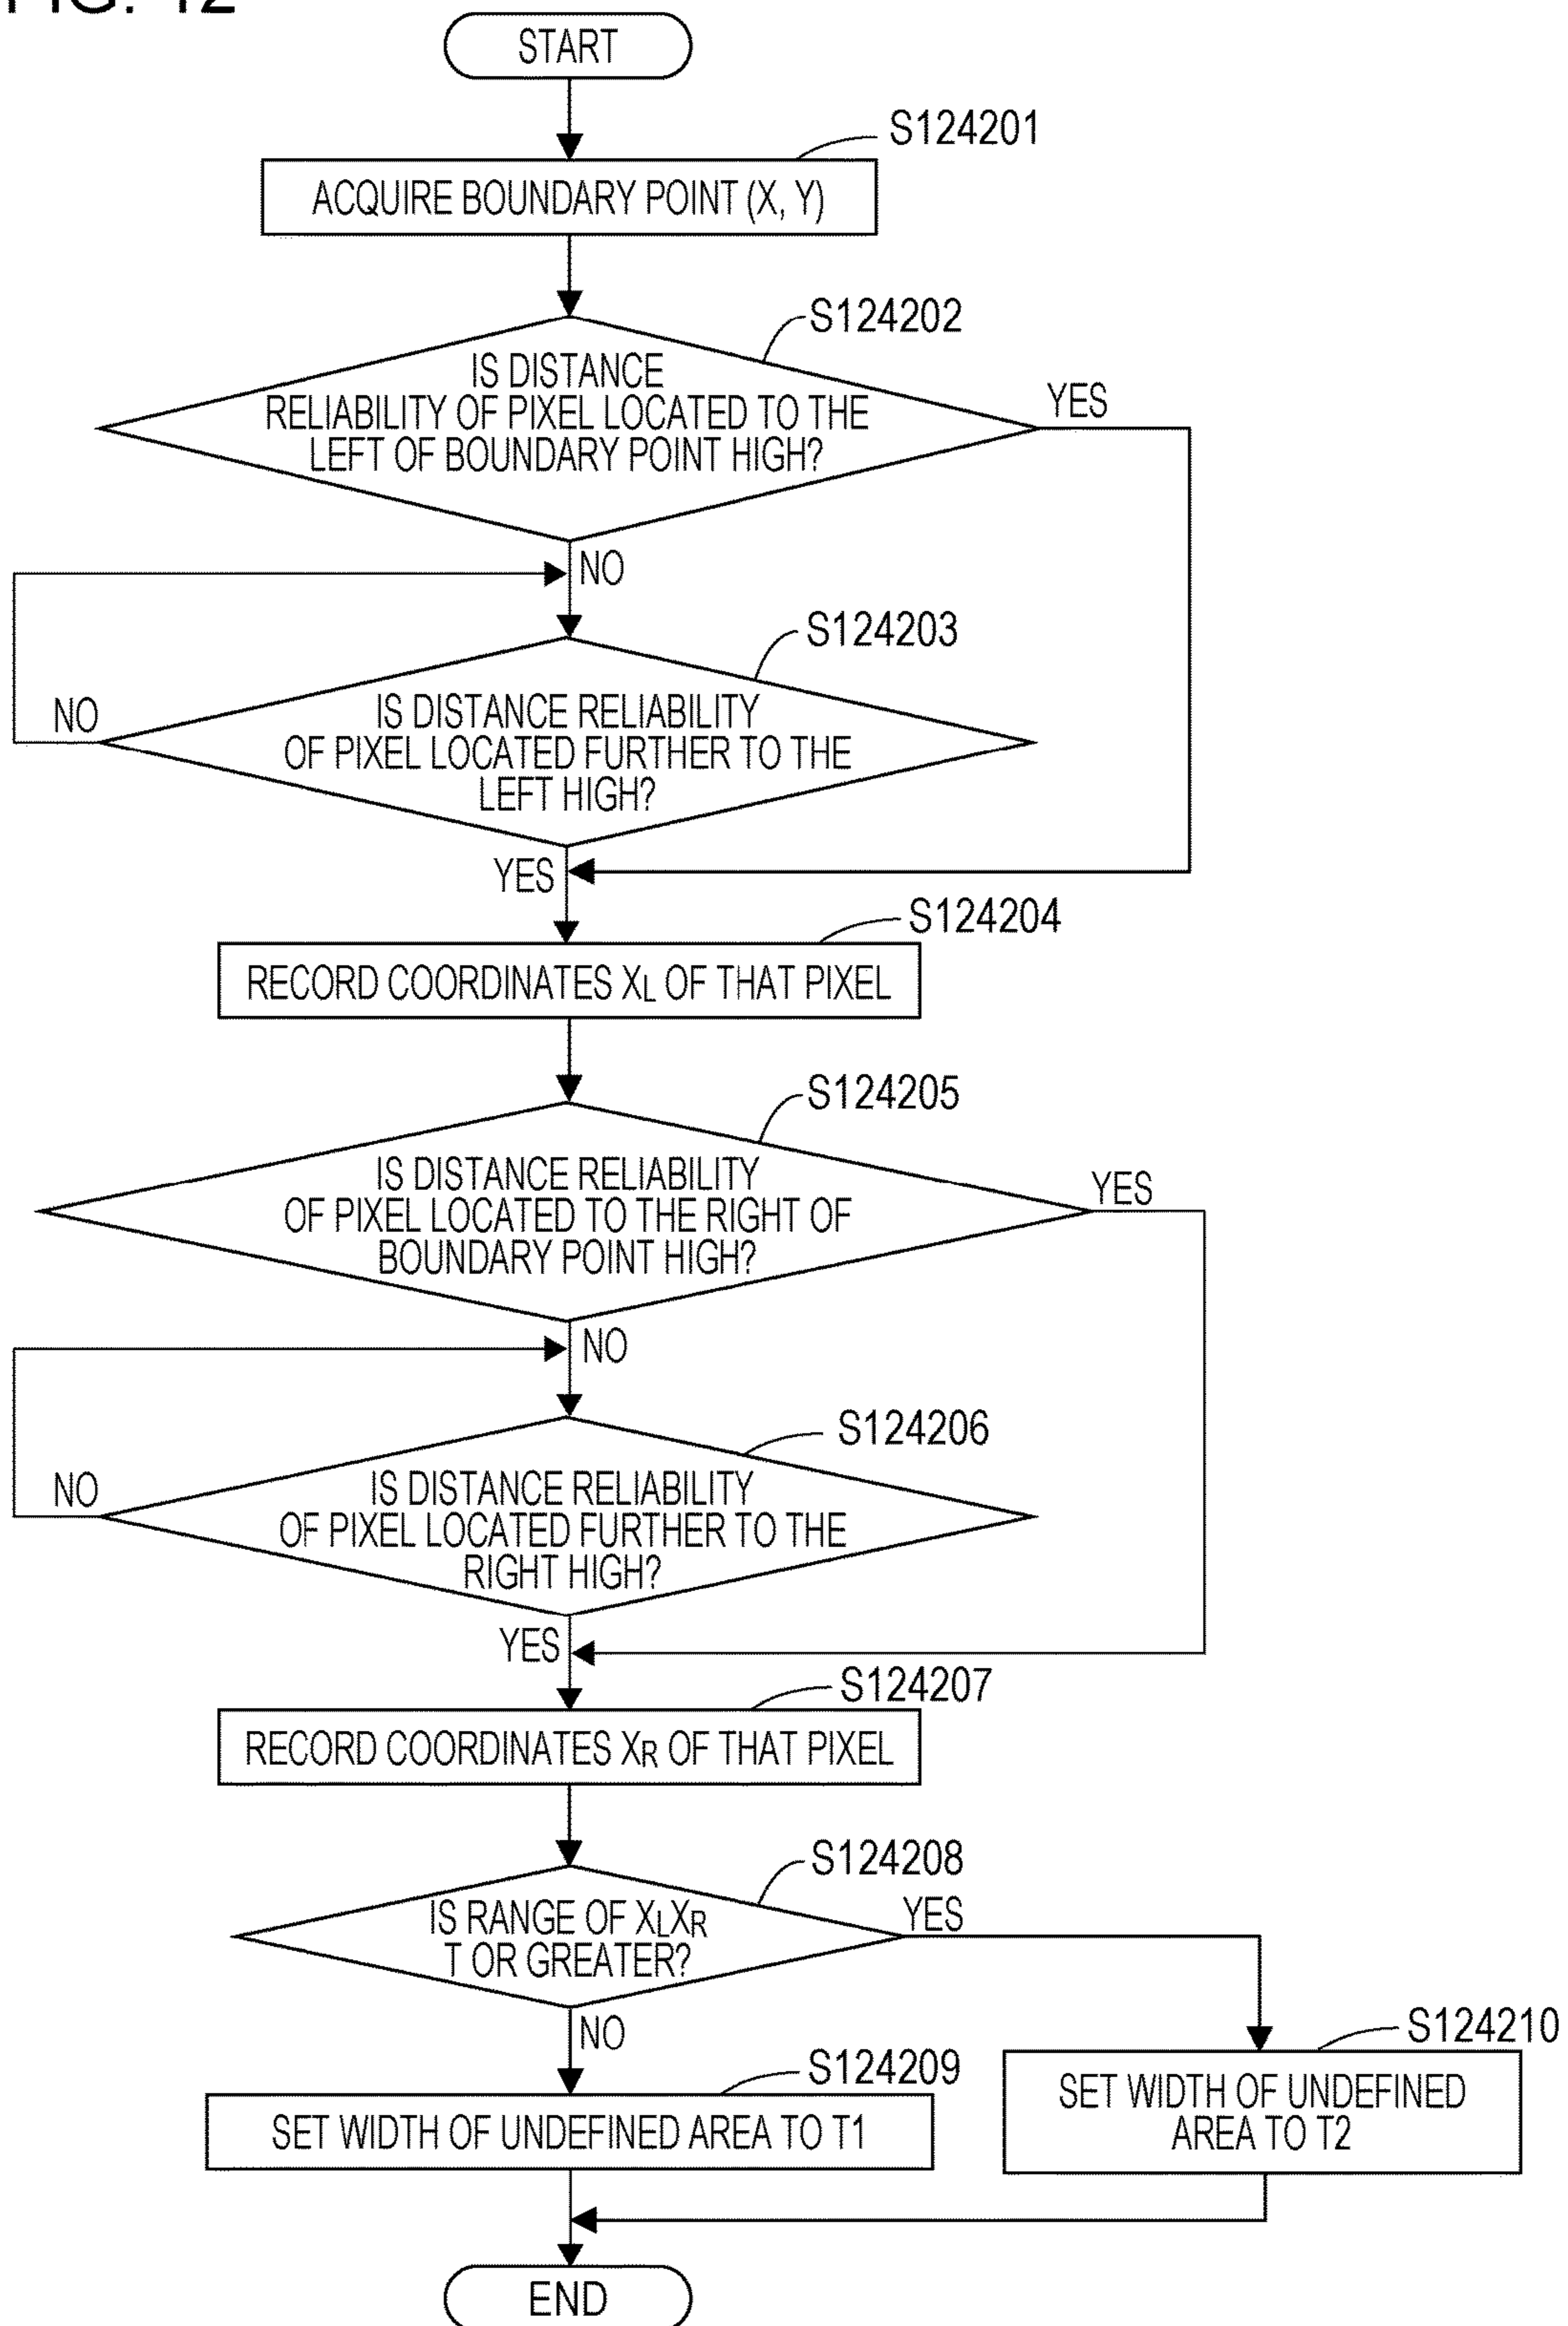 FIG. 12
START
S124201
ACQUIRE BOUNDARY POINT (X, Y)
S124202
IS DISTANCE
RELIABILITY OF PIXEL LOCATED TO THE
LEFT OF BOUNDARY POINT HIGH?
YES
NO
S124203
IS DISTANCE RELIABILITY
OF PIXEL LOCATED FURTHER TO THE
LEFT HIGH?
NO
YES
S124204
RECORD COORDINATES XL OF THAT PIXEL
S124205
IS DISTANCE RELIABILITY
OF PIXEL LOCATED TO THE RIGHT OF
BOUNDARY POINT HIGH?
YES
NO
S124206
IS DISTANCE RELIABILITY
OF PIXEL LOCATED FURTHER TO THE
RIGHT HIGH?
NO
YES
S124207
RECORD COORDINATES XR OF THAT PIXEL
S124208
IS RANGE OF XLXR
T OR GREATER?
YES
NO
S124209
SET WIDTH OF UNDEFINED AREA TO T1
S124210
SET WIDTH OF UNDEFINED
AREA TO T2
END